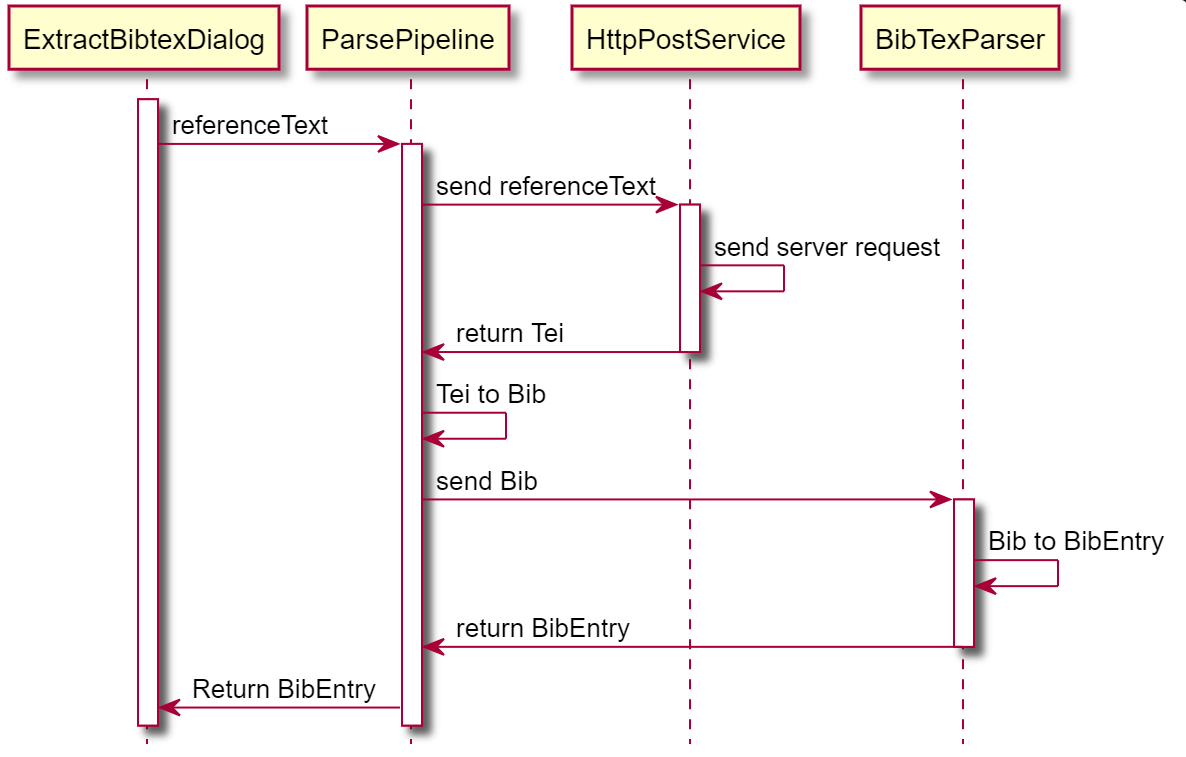 ExtractBibtexDialog
ParsePipeline
HttpPostService
BibTexParser
referenceText
send referenceText
send server request
return Tei
Tei to Bib
send Bib
Bib to BibEntry
return BibEntry
Return BibEntry